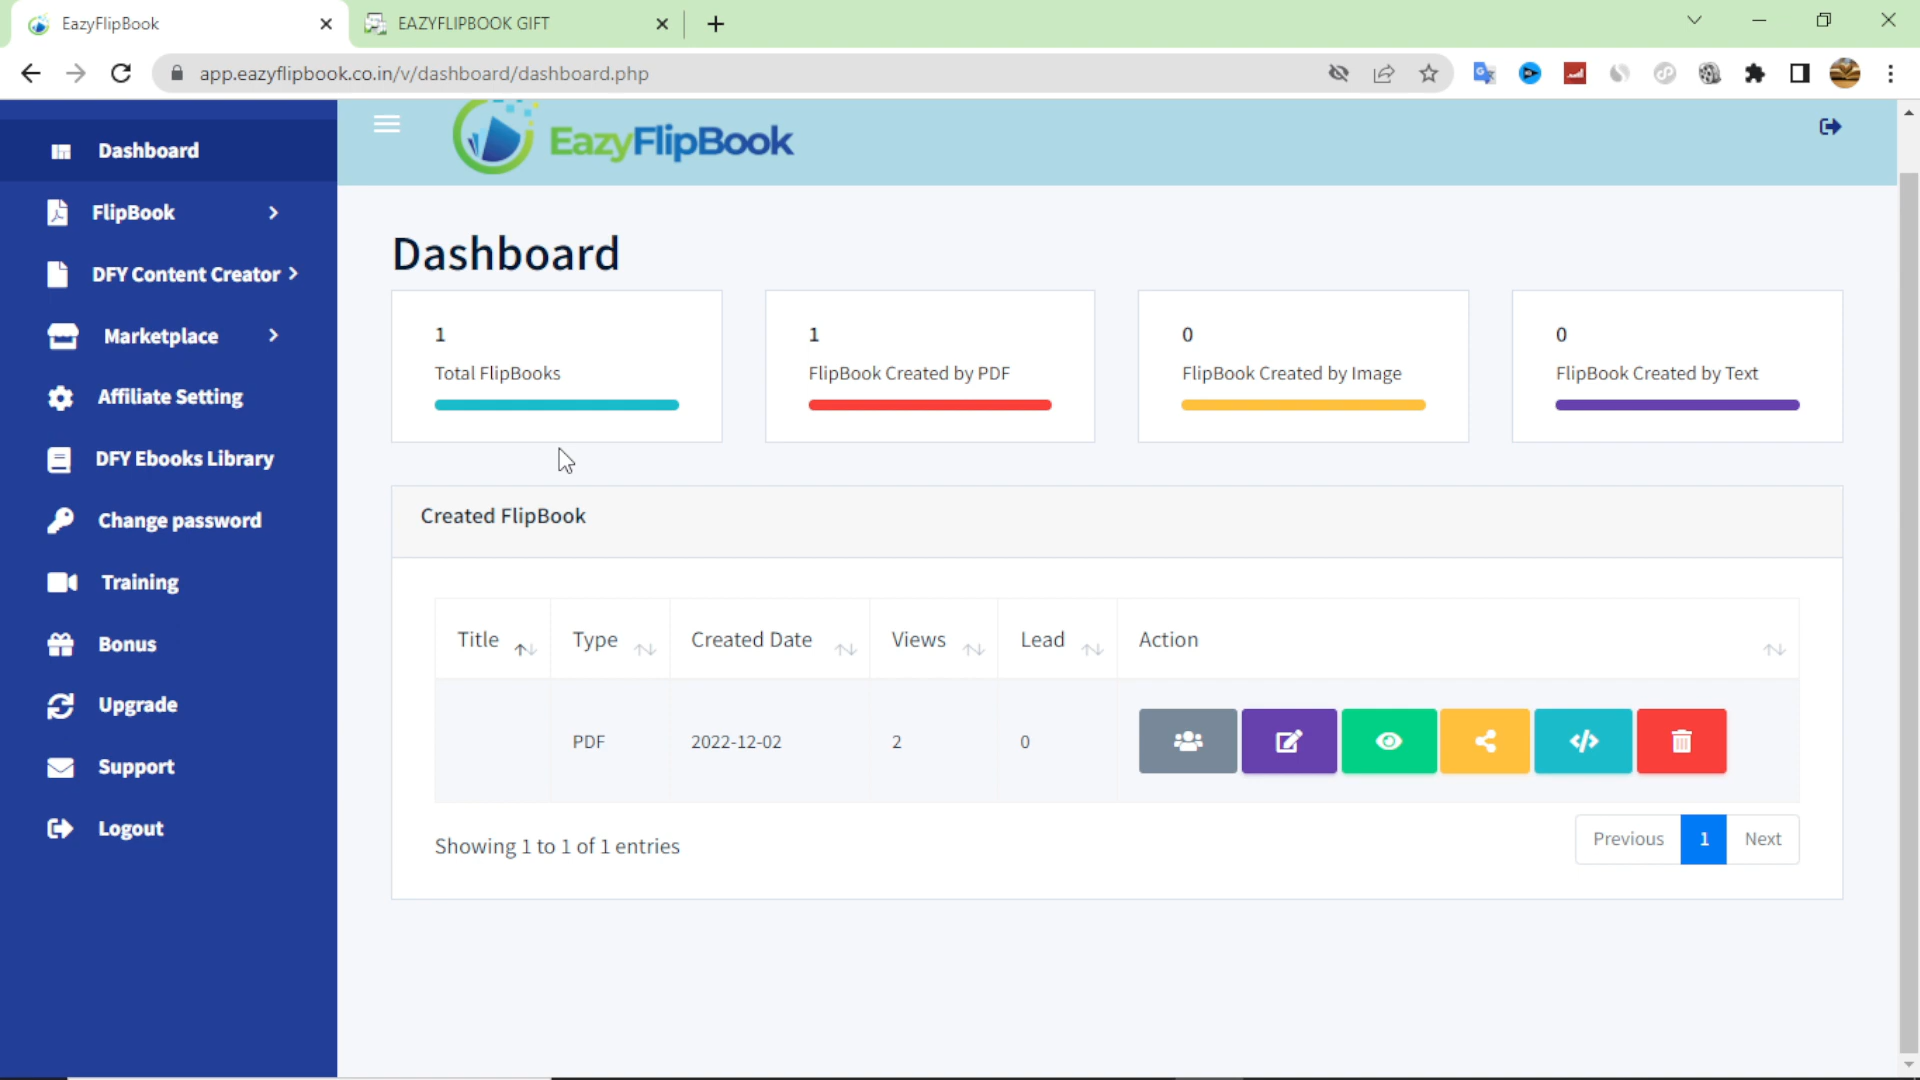 EazyFlipBook
EAZYFLIPBOOK GIFT
app.eazyflipbook.co.in/v/dashboard/dashboard.php
EazyFlipBook
Dashboard
FlipBook
DFY Content Creator
Marketplace
Affiliate Setting
DFY Ebooks Library
Change password
Training
Bonus
Upgrade
Support
Logout
Dashboard
1
Total FlipBooks
1
FlipBook Created by PDF
0
FlipBook Created by Image
0
FlipBook Created by Text
Created FlipBook
Title Type Created Date Views Lead Action
PDF 2022-12-02 2 0
Showing 1 to 1 of 1 entries
Previous 1 Next